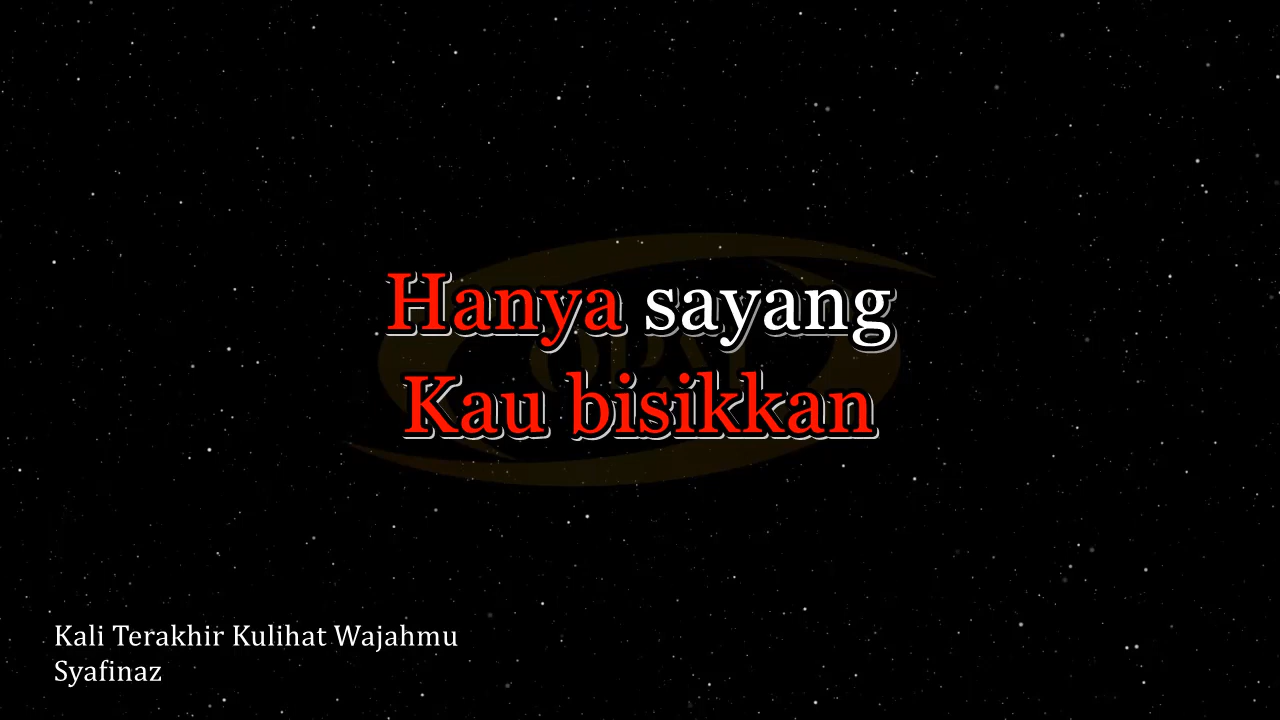 Hanya sayang
Kau bisikkan
Kali Terakhir Kulihat Wajahmu
Syafinaz